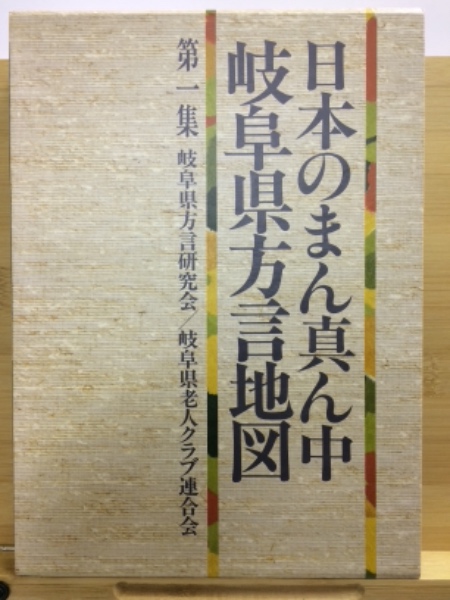 日本のまん真ん中
岐阜県方言地図
第一集 岐阜県方言研究会/岐阜県老人クラブ連合会